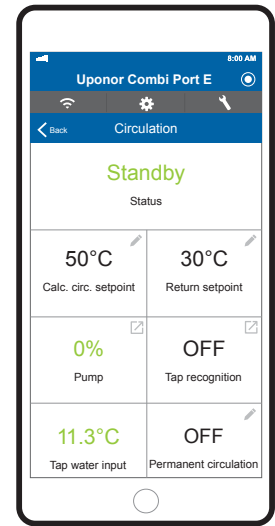 8:00 AM
Uponor Combi Port E
Back
Circulation
Standby
Status
50°C
30°C
Calc. circ. setpoint
Return setpoint
0%
OFF
Pump
Tap recognition
11.3°C
OFF
Tap water input
Permanent circulation